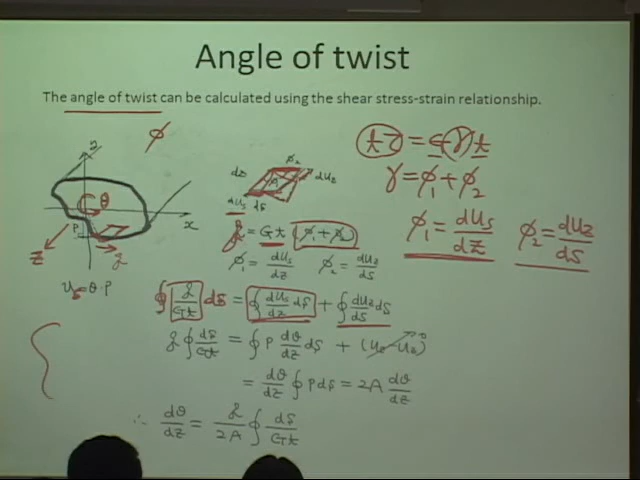 Angle of twist
The angle of twist can be calculated using the shear stress-strain relationship.
ϕ
tτ = Gγt
γ = ϕ₁ + ϕ₂
ϕ₁ = du_s/dz ϕ₂ = du_z/ds
θ
x
z
P
q
u_s = θ·P
dz
ϕ₂
du_z
du_s ds
q = Gt (ϕ₁ + ϕ₂)
ϕ₁ = du_s/dz ϕ₂ = du_z/ds
∮ q/Gt ds = ∮ du_s/dz ds + ∮ du_z/ds ds
q ∮ ds/Gt = ∮ P dθ/dz ds + (u_z − u_z)⁰
= dθ/dz ∮ P ds = 2A dθ/dz
∴ dθ/dz = q/2A ∮ ds/Gt